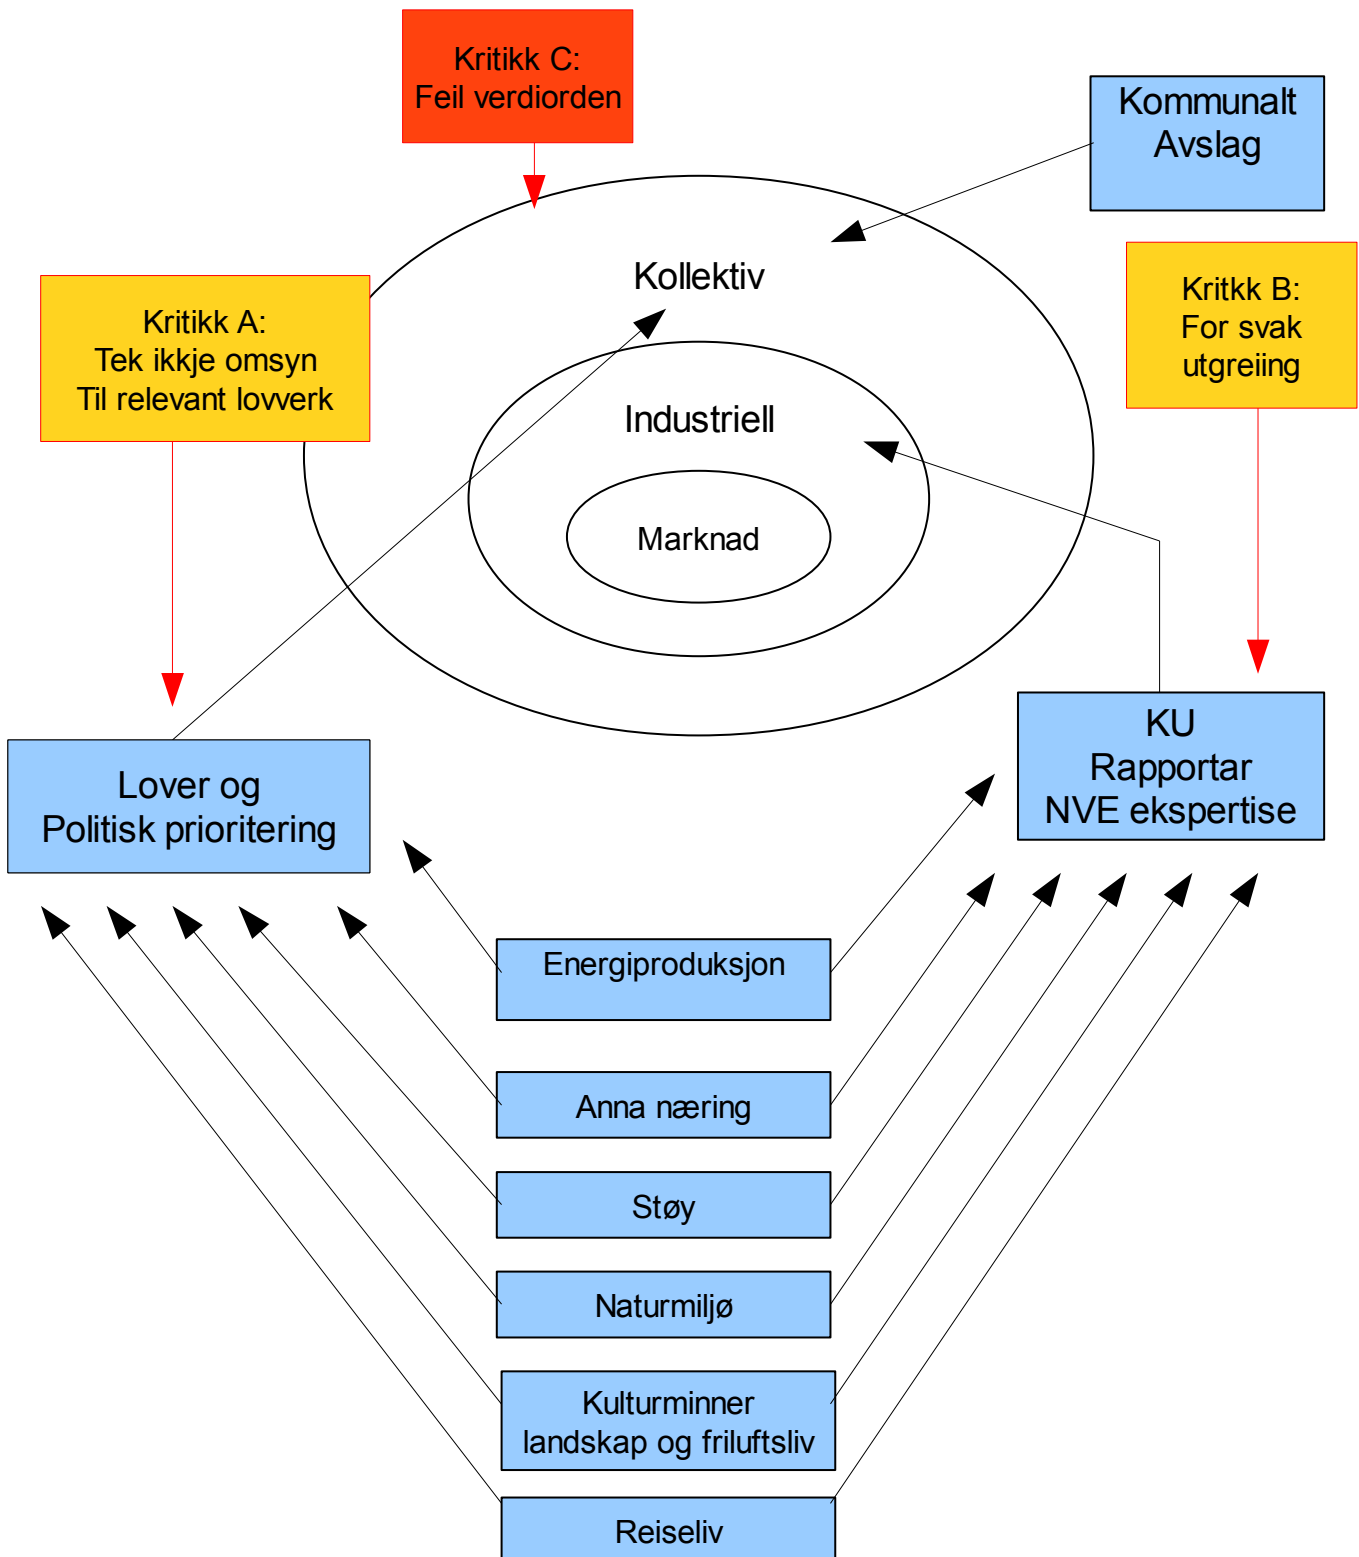 Kritikk C:
Feil verdiorden
Kommunalt
Avslag
Kollektiv
Kritikk A:
Tek ikkje omsyn
Til relevant lovverk
Kritkk B:
For svak
utgreiing
Industriell
Marknad
Lover og
Politisk prioritering
KU
Rapportar
NVE ekspertise
Energiproduksjon
Anna næring
Støy
Naturmiljø
Kulturminner
landskap og friluftsliv
Reiseliv